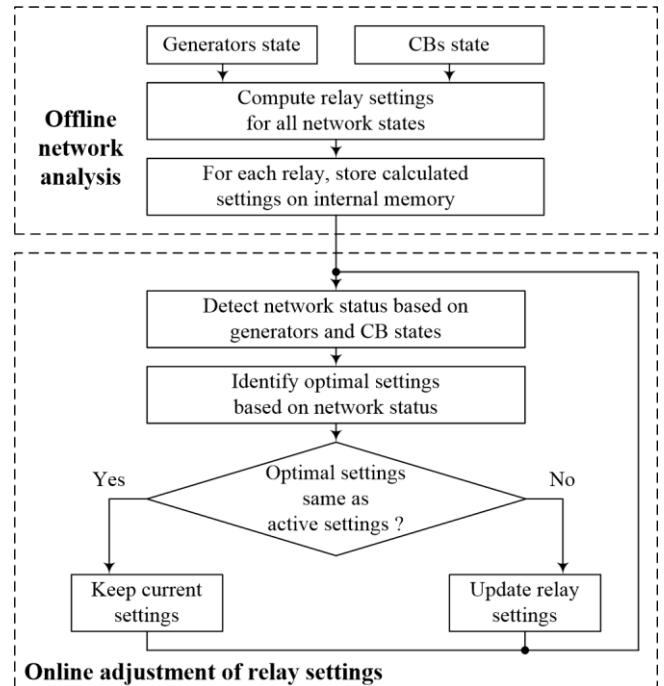 Generators state
CBs state
Compute relay settings
for all network states
Offline
network
analysis
For each relay, store calculated
settings on internal memory
Detect network status based on
generators and CB states
Identify optimal settings
based on network status
Yes
Optimal settings
same as
active settings ?
No
Keep current
settings
Update relay
settings
Online adjustment of relay settings